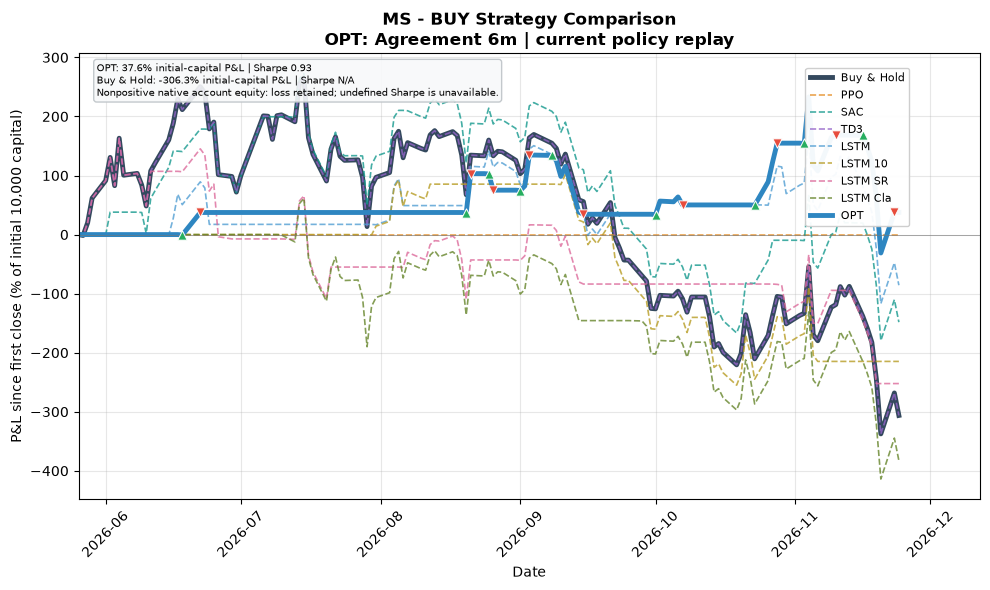 MS - BUY Strategy Comparison
OPT: Agreement 6m | current policy replay
OPT: 37.6% initial-capital P&L | Sharpe 0.93
Buy & Hold: -306.3% initial-capital P&L | Sharpe N/A
Nonpositive native account equity: loss retained; undefined Sharpe is unavailable.
Buy & Hold
PPO
SAC
TD3
LSTM
LSTM 10
LSTM SR
LSTM Cla
OPT
P&L since first close (% of initial 10,000 capital)
300
200
100
0
−100
−200
−300
−400
2026-06
2026-07
2026-08
2026-09
2026-10
2026-11
2026-12
Date